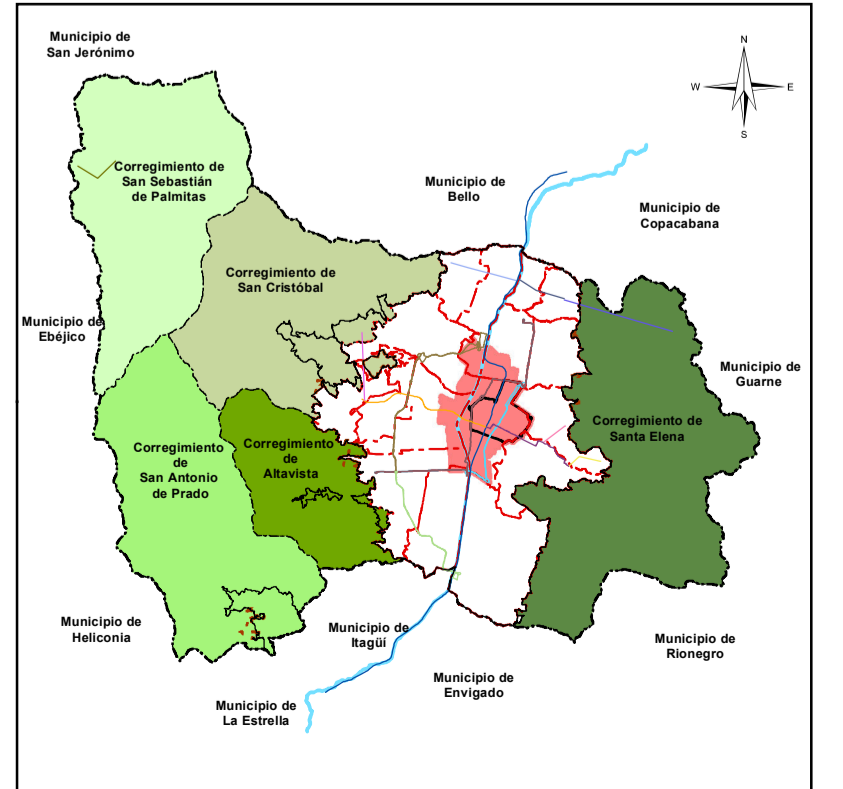 Municipio de
San Jerónimo
N
W
E
S
Corregimiento de
San Sebastián
de Palmitas
Municipio de
Bello
Municipio de
Copacabana
Corregimiento de
San Cristóbal
Municipio de
Ebéjico
Municipio de
Guarne
Corregimiento de
Santa Elena
Corregimiento
de
San Antonio
de Prado
Corregimiento
de
Altavista
Municipio de
Heliconia
Municipio de
Itagüí
Municipio de
Rionegro
Municipio de
Envigado
Municipio de
La Estrella